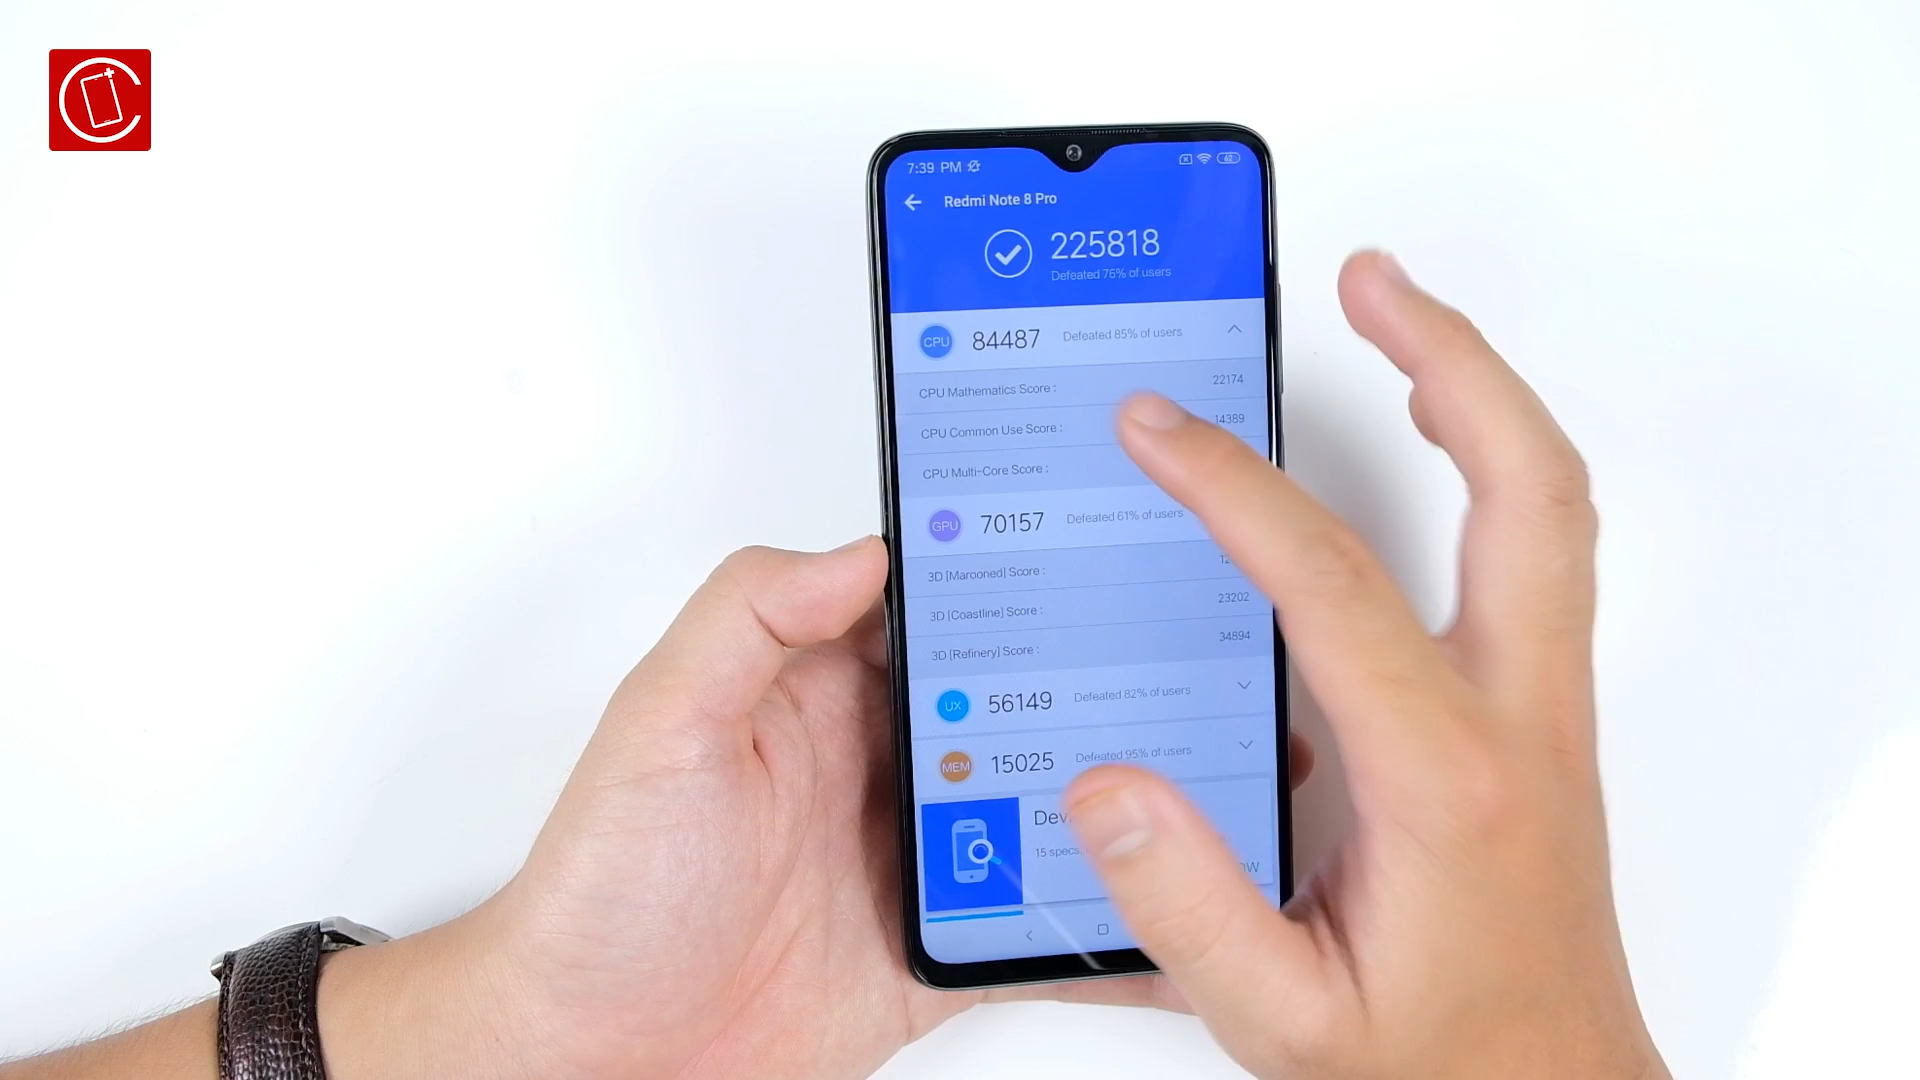 7:39 PM
62
Redmi Note 8 Pro
225818
Defeated 76% of users
CPU 84487 Defeated 85% of users
CPU Mathematics Score : 22174
CPU Common Use Score : 14389
CPU Multi-Core Score :
GPU 70157 Defeated 61% of users
3D [Marooned] Score :
3D [Coastline] Score : 23202
3D [Refinery] Score : 34894
UX 56149 Defeated 82% of users
MEM 15025 Defeated 95% of users
15 specs